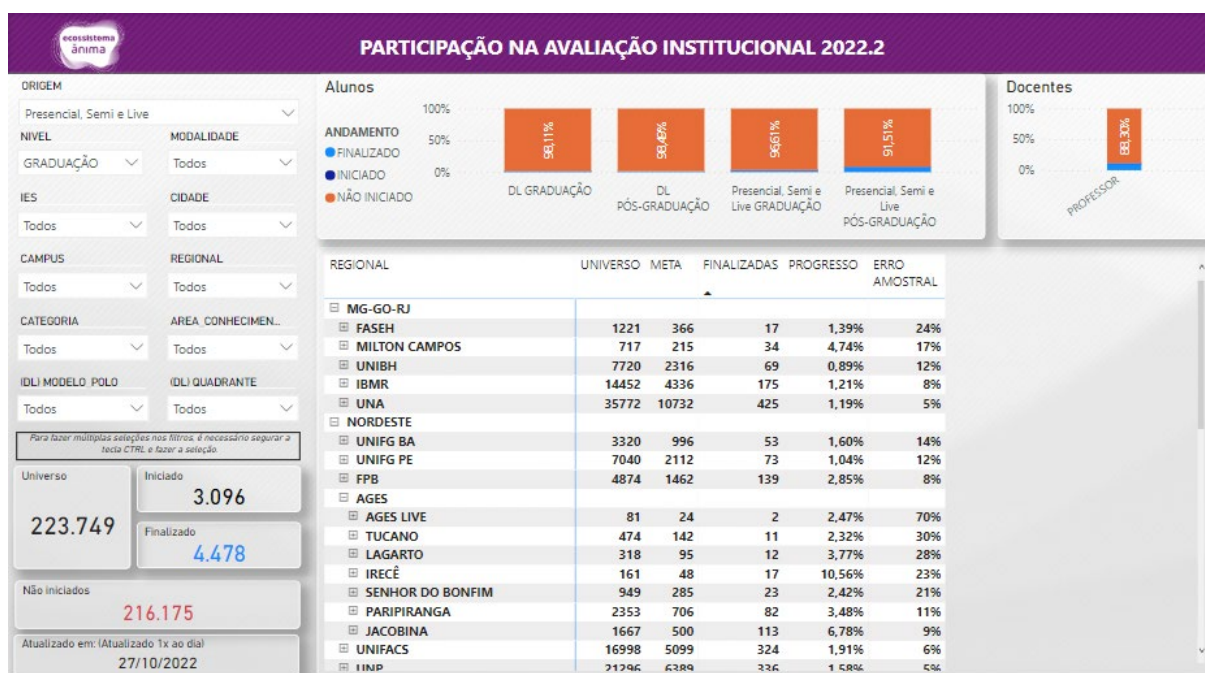 ecossistema
ânima
PARTICIPAÇÃO NA AVALIAÇÃO INSTITUCIONAL 2022.2
ORIGEM
Presencial, Semi e Live
NIVEL MODALIDADE
GRADUAÇÃO Todos
IES CIDADE
Todos Todos
CAMPUS REGIONAL
Todos Todos
CATEGORIA AREA_CONHECIMEN...
Todos Todos
(DL) MODELO_POLO (DL) QUADRANTE
Todos Todos
Para fazer múltiplas seleções nos filtros, é necessário segurar a
tecla CTRL e fazer a seleção.
Universo
223.749
Iniciado
3.096
Finalizado
4.478
Não iniciados
216.175
Atualizado em: (Atualizado 1x ao dia)
27/10/2022
Alunos
ANDAMENTO
FINALIZADO
INICIADO
NÃO INICIADO
100%
50%
0%
98,11% 98,48% 96,61% 91,51%
DL GRADUAÇÃO
DL
PÓS-GRADUAÇÃO
Presencial, Semi e
Live GRADUAÇÃO
Presencial, Semi e
Live
PÓS-GRADUAÇÃO
Docentes
100%
50%
0%
88,30%
PROFESSOR
REGIONAL UNIVERSO META FINALIZADAS PROGRESSO ERRO
AMOSTRAL
MG-GO-RJ
FASEH 1221 366 17 1,39% 24%
MILTON CAMPOS 717 215 34 4,74% 17%
UNIBH 7720 2316 69 0,89% 12%
IBMR 14452 4336 175 1,21% 8%
UNA 35772 10732 425 1,19% 5%
NORDESTE
UNIFG BA 3320 996 53 1,60% 14%
UNIFG PE 7040 2112 73 1,04% 12%
FPB 4874 1462 139 2,85% 8%
AGES
AGES LIVE 81 24 2 2,47% 70%
TUCANO 474 142 11 2,32% 30%
LAGARTO 318 95 12 3,77% 28%
IRECÊ 161 48 17 10,56% 23%
SENHOR DO BONFIM 949 285 23 2,42% 21%
PARIPIRANGA 2353 706 82 3,48% 11%
JACOBINA 1667 500 113 6,78% 9%
UNIFACS 16998 5099 324 1,91% 6%
UNP 21296 6389 336 1,58% 5%